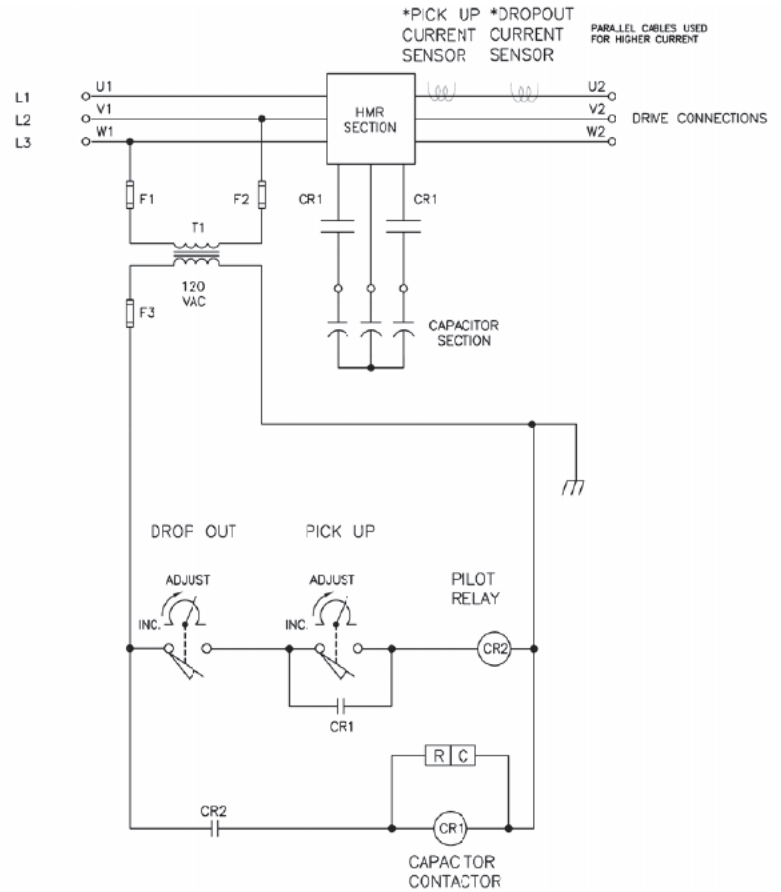 *PICK UP CURRENT SENSOR
*DROPOUT CURRENT SENSOR
PARALLEL CABLES USED
FOR HIGHER CURRENT
L1
U1
U2
L2
V1
V2
DRIVE CONNECTIONS
L3
W1
W2
HMR
SECTION
F1
F2
CR1
CR1
T1
120
VAC
F3
CAPACITOR
SECTION
DROP OUT
PICK UP
ADJUST
ADJUST
PILOT
RELAY
INC.
INC.
CR2
CR1
R C
CR2
CR1
CAPACTOR
CONTACTOR